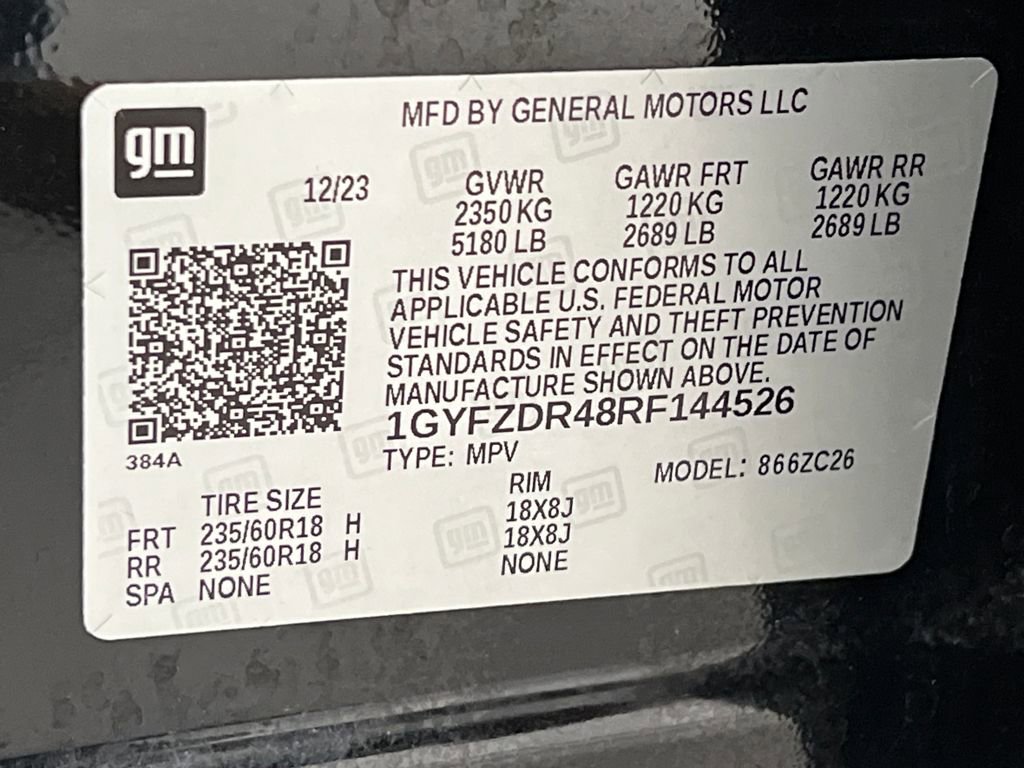 gm
MFD BY GENERAL MOTORS LLC
12/23
GVWR GAWR FRT GAWR RR
2350 KG 1220 KG 1220 KG
5180 LB 2689 LB 2689 LB
THIS VEHICLE CONFORMS TO ALL
APPLICABLE U.S. FEDERAL MOTOR
VEHICLE SAFETY AND THEFT PREVENTION
STANDARDS IN EFFECT ON THE DATE OF
MANUFACTURE SHOWN ABOVE.
1GYFZDR48RF144526
384A
TYPE: MPV MODEL: 866ZC26
TIRE SIZE RIM
FRT 235/60R18 H 18X8J
RR 235/60R18 H 18X8J
SPA NONE NONE